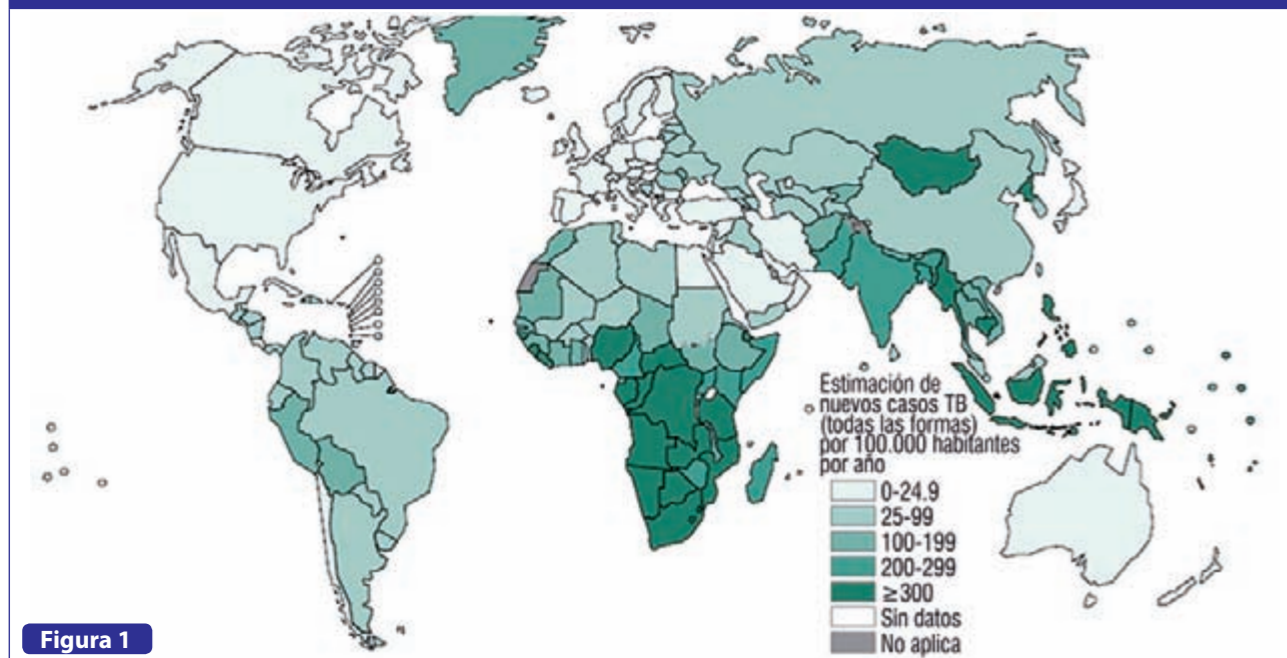 Estimación de
nuevos casos TB
(todas las formas)
por 100.000 habitantes
por año
0-24.9
25-99
100-199
200-299
≥300
Sin datos
No aplica
Figura 1